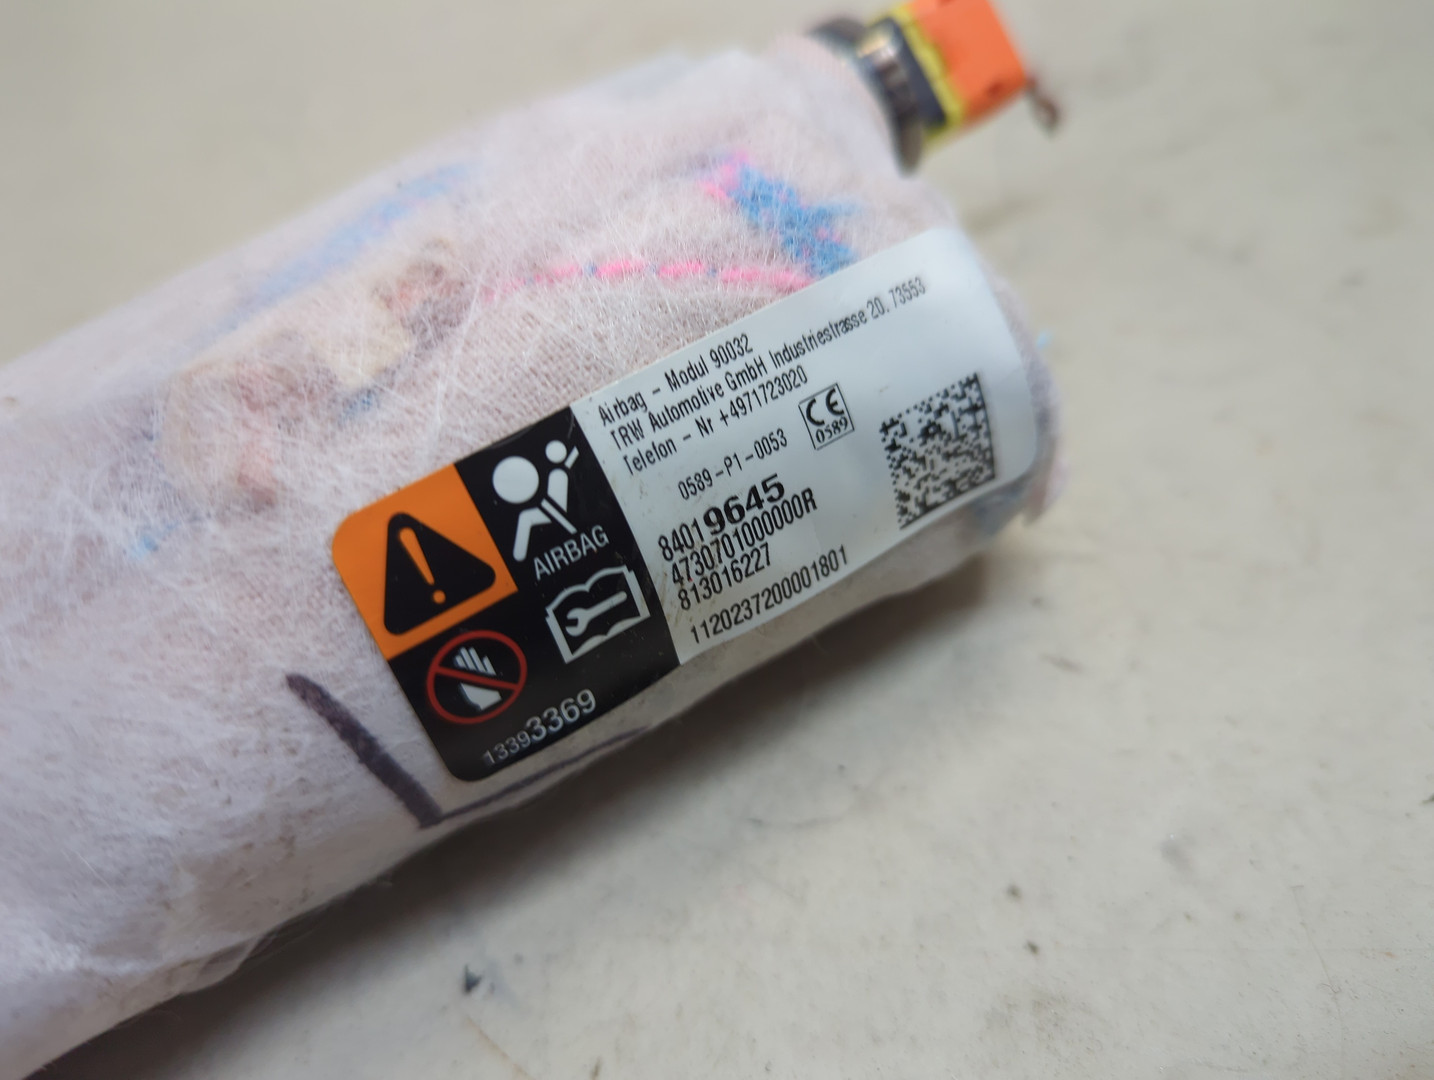 Airbag - Modul 90032
TRW Automotive GmbH Industriestrasse 20. 73553
Telefon - Nr +4971723020
0589-P1-0053
CE
0589
84019645
4730701000000R
813016227
1120237200001801
AIRBAG
13393369